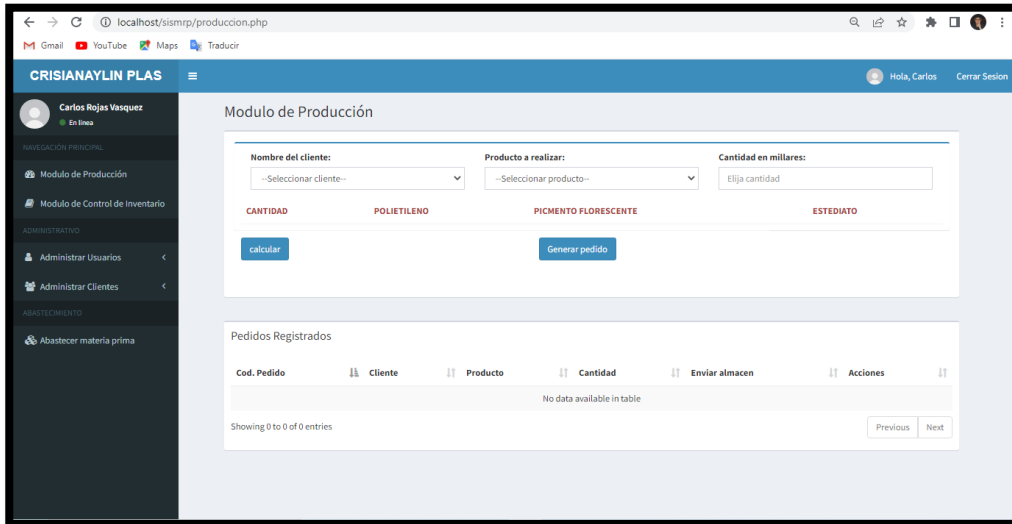 localhost/sismrp/produccion.php
Gmail YouTube Maps Traducir
CRISIANAYLIN PLAS
Hola, Carlos Cerrar Sesion
Carlos Rojas Vasquez
En linea
NAVEGACIÓN PRINCIPAL
Modulo de Producción
Modulo de Control de Inventario
ADMINISTRATIVO
Administrar Usuarios
Administrar Clientes
ABASTECIMIENTO
Abastecer materia prima
Modulo de Producción
Nombre del cliente: Producto a realizar: Cantidad en millares:
--Seleccionar cliente-- --Seleccionar producto-- Elija cantidad
CANTIDAD POLIETILENO PICMENTO FLORESCENTE ESTEDIATO
calcular Generar pedido
Pedidos Registrados
Cod. Pedido Cliente Producto Cantidad Enviar almacen Acciones
No data available in table
Showing 0 to 0 of 0 entries
Previous Next